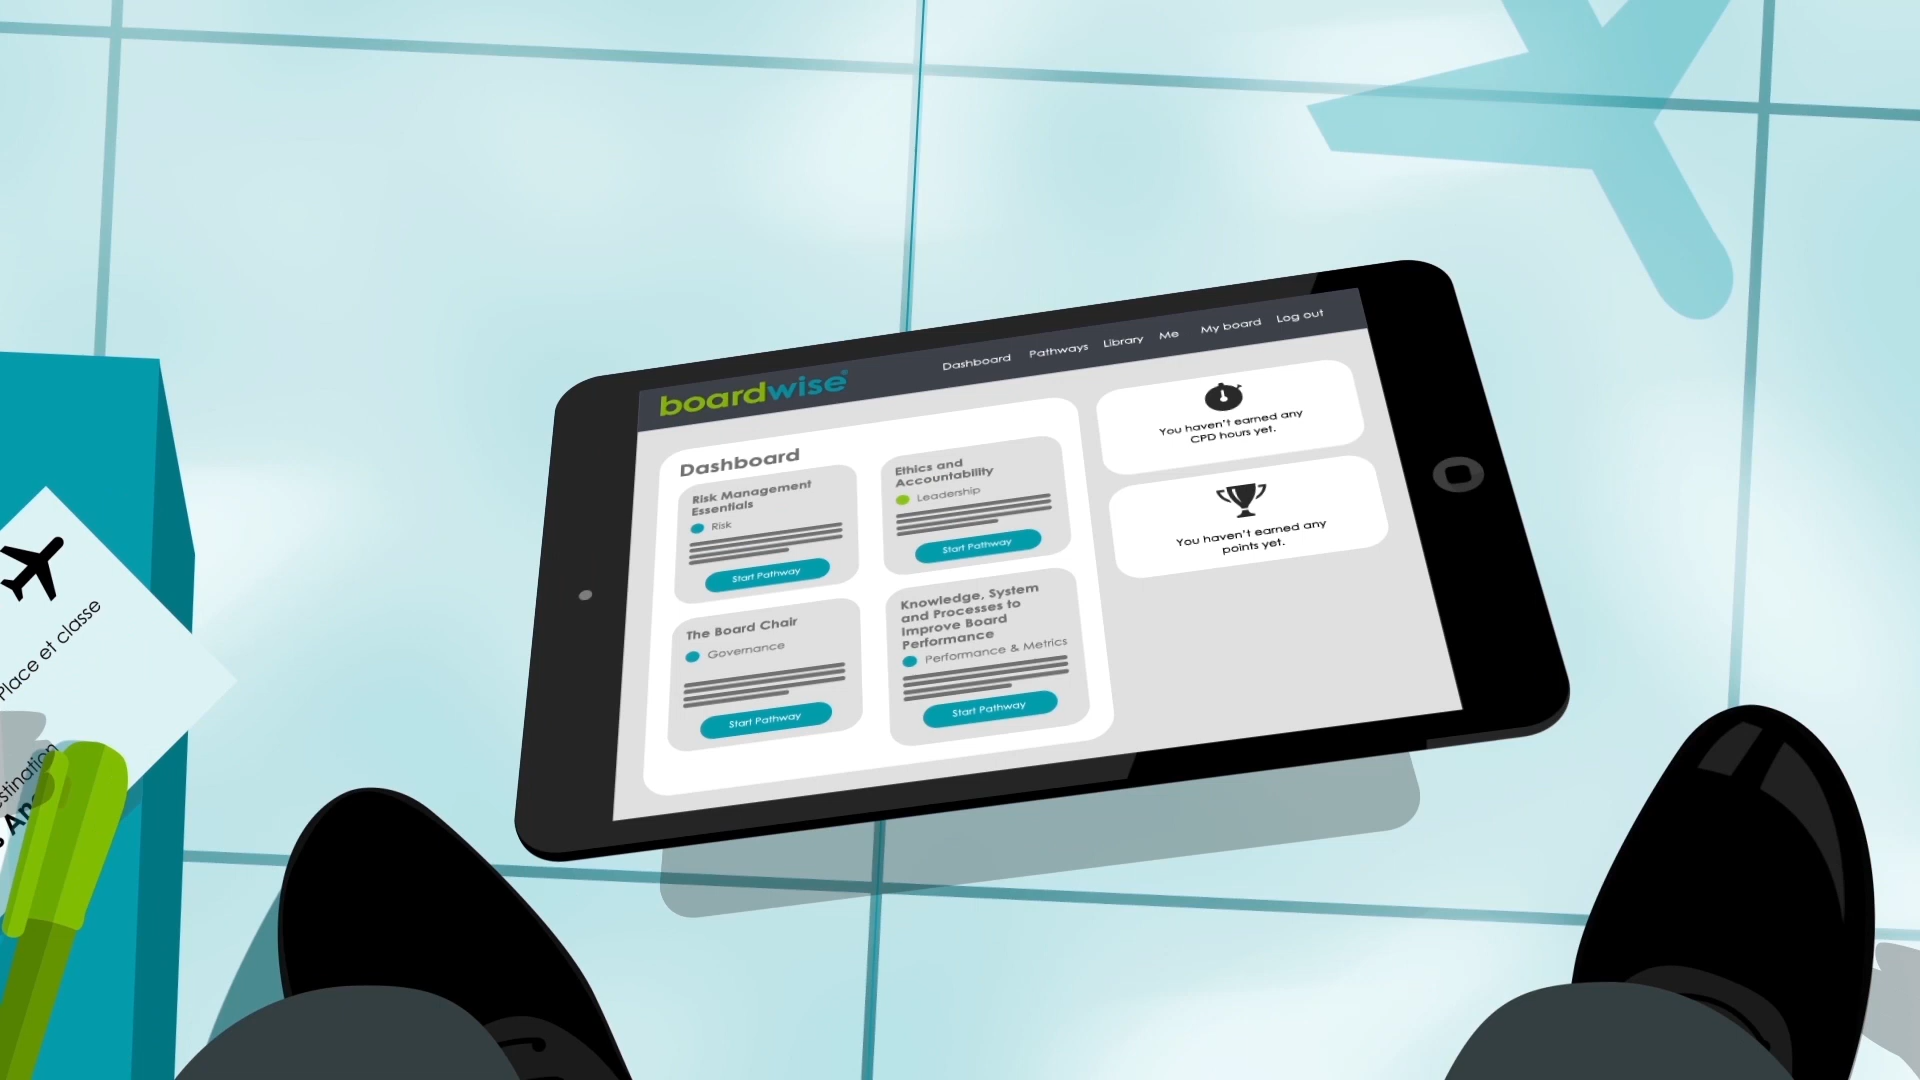 boardwise®
Dashboard Pathways Library Me My board Log out
Dashboard
Risk Management
Essentials
Risk
Start Pathway
Ethics and
Accountability
Leadership
Start Pathway
The Board Chair
Governance
Start Pathway
Knowledge, System
and Processes to
Improve Board
Performance
Performance & Metrics
Start Pathway
You haven't earned any
CPD hours yet.
You haven't earned any
points yet.
Place et classe